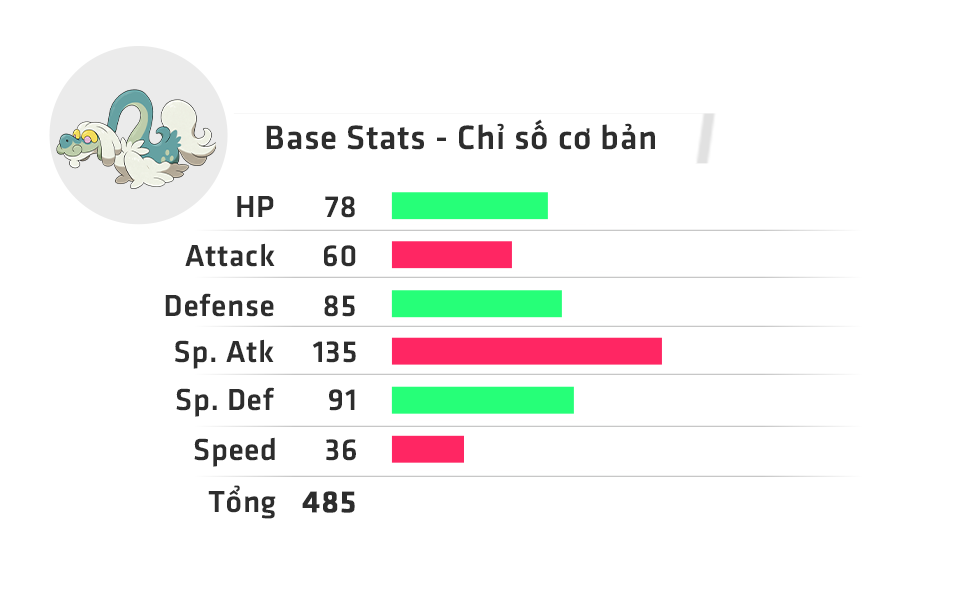 Base Stats - Chỉ số cơ bản
HP 78
Attack 60
Defense 85
Sp. Atk 135
Sp. Def 91
Speed 36
Tổng 485